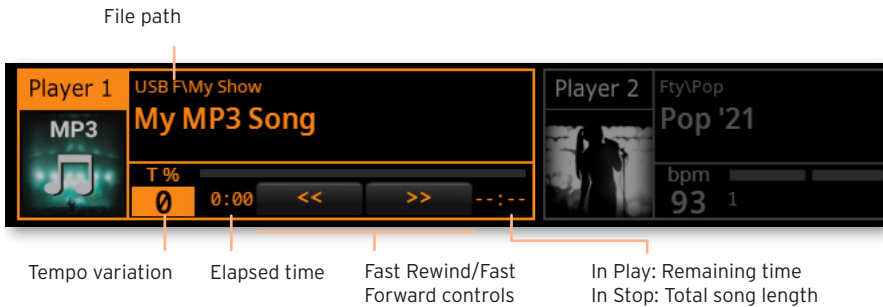 File path
Player 1
USB F\My Show
MP3
My MP3 Song
T %
0
0:00
<<
>>
--:--
Player 2
Fty\Pop
Pop '21
bpm
93
1
Tempo variation
Elapsed time
Fast Rewind/Fast
Forward controls
In Play: Remaining time
In Stop: Total song length